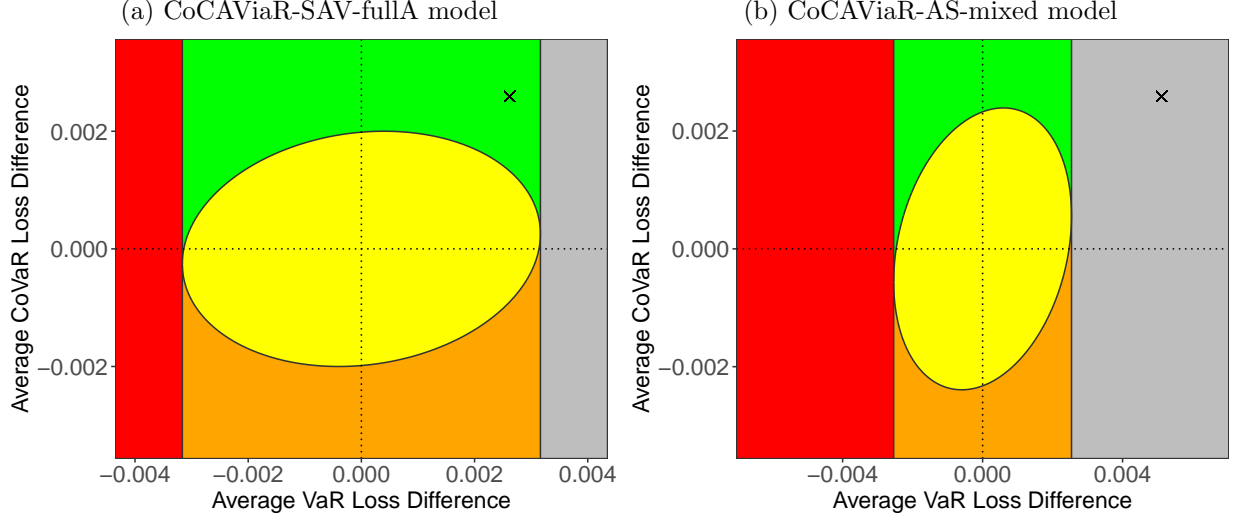 (a) CoCAViaR-SAV-fullA model
Average CoVaR Loss Difference
0.002
0.000
−0.002
−0.004 −0.002 0.000 0.002 0.004
Average VaR Loss Difference
(b) CoCAViaR-AS-mixed model
Average CoVaR Loss Difference
0.002
0.000
−0.002
−0.004 0.000 0.004
Average VaR Loss Difference